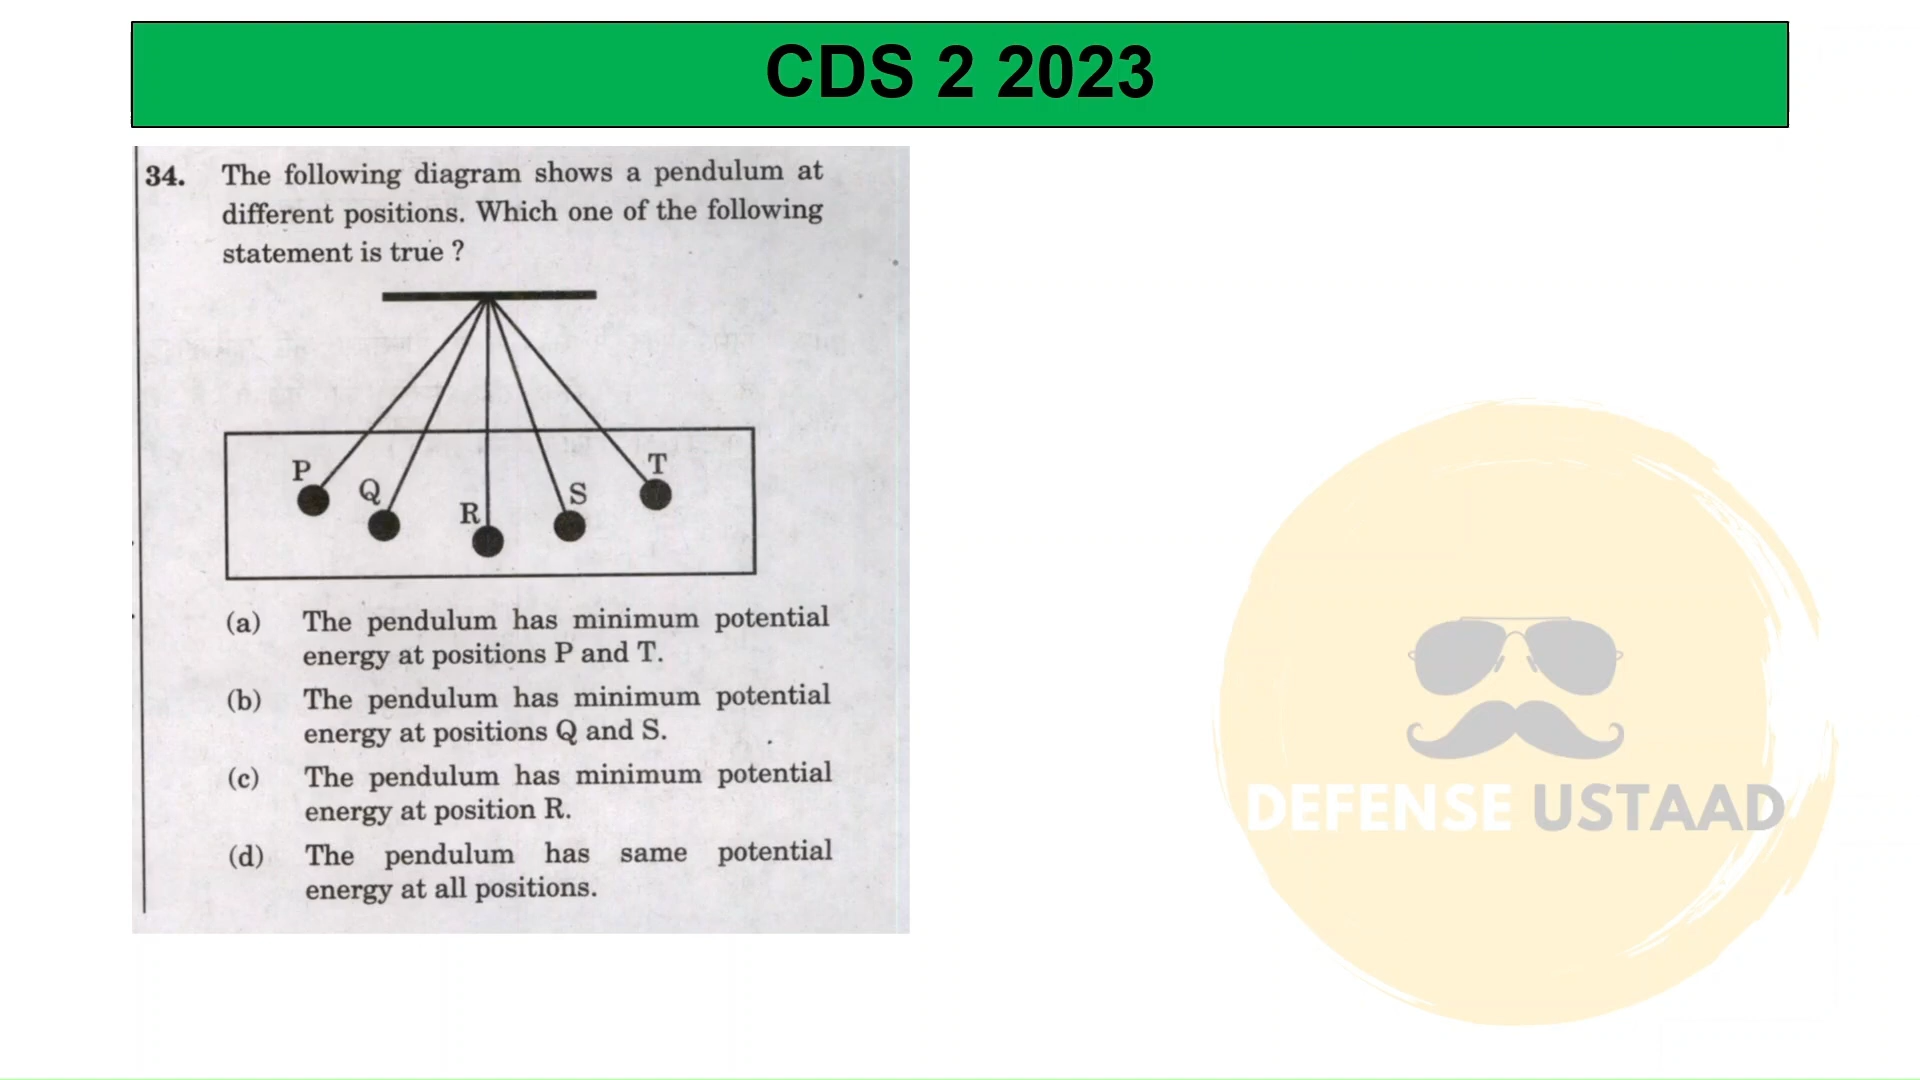 CDS 2 2023
34. The following diagram shows a pendulum at
different positions. Which one of the following
statement is true ?
P
Q
R
S
T
(a) The pendulum has minimum potential
energy at positions P and T.
(b) The pendulum has minimum potential
energy at positions Q and S.
(c) The pendulum has minimum potential
energy at position R.
(d) The pendulum has same potential
energy at all positions.
DEFENSE USTAAD